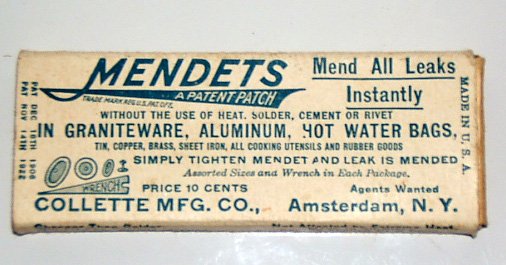 MENDETS
A PATENT PATCH
TRADE MARK REG. U.S. PAT. OFF.
Mend All Leaks
Instantly
WITHOUT THE USE OF HEAT, SOLDER, CEMENT OR RIVET
IN GRANITEWARE, ALUMINUM, HOT WATER BAGS,
TIN, COPPER, BRASS, SHEET IRON, ALL COOKING UTENSILS AND RUBBER GOODS
SIMPLY TIGHTEN MENDET AND LEAK IS MENDED
Assorted Sizes and Wrench in Each Package.
WRENCH
PRICE 10 CENTS
Agents Wanted
COLLETTE MFG. CO., Amsterdam, N. Y.
PAT DEC 1906
PAT NOV 14TH 1922
MADE IN U.S.A.